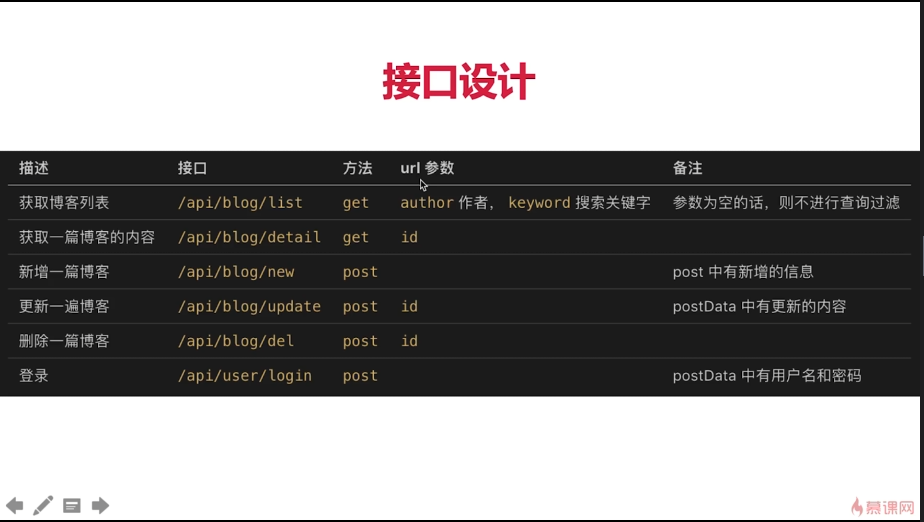 接口设计
描述 接口 方法 url 参数 备注
获取博客列表 /api/blog/list get author 作者， keyword 搜索关键字 参数为空的话，则不进行查询过滤
获取一篇博客的内容 /api/blog/detail get id
新增一篇博客 /api/blog/new post post 中有新增的信息
更新一遍博客 /api/blog/update post id postData 中有更新的内容
删除一篇博客 /api/blog/del post id
登录 /api/user/login post postData 中有用户名和密码
慕课网